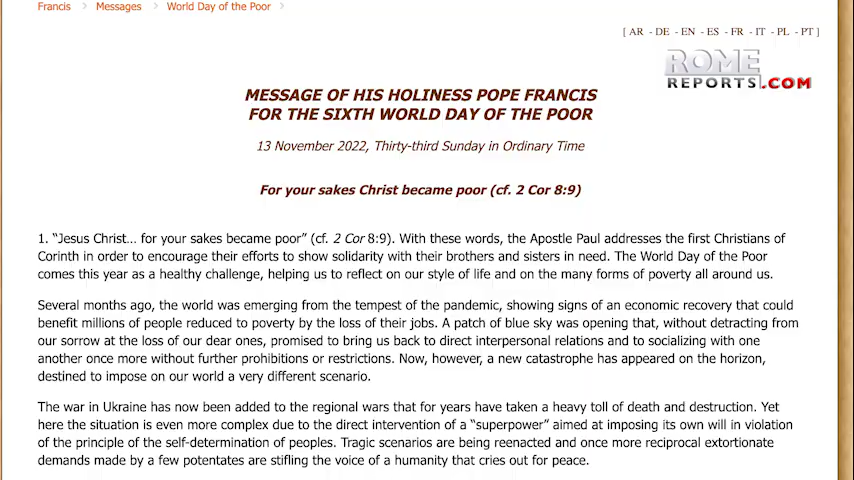 Francis > Messages > World Day of the Poor >
[ AR - DE - EN - ES - FR - IT - PL - PT ]
ROME
REPORTS.COM
MESSAGE OF HIS HOLINESS POPE FRANCIS
FOR THE SIXTH WORLD DAY OF THE POOR
13 November 2022, Thirty-third Sunday in Ordinary Time
For your sakes Christ became poor (cf. 2 Cor 8:9)
1. “Jesus Christ… for your sakes became poor” (cf. 2 Cor 8:9). With these words, the Apostle Paul addresses the first Christians of
Corinth in order to encourage their efforts to show solidarity with their brothers and sisters in need. The World Day of the Poor
comes this year as a healthy challenge, helping us to reflect on our style of life and on the many forms of poverty all around us.
Several months ago, the world was emerging from the tempest of the pandemic, showing signs of an economic recovery that could
benefit millions of people reduced to poverty by the loss of their jobs. A patch of blue sky was opening that, without detracting from
our sorrow at the loss of our dear ones, promised to bring us back to direct interpersonal relations and to socializing with one
another once more without further prohibitions or restrictions. Now, however, a new catastrophe has appeared on the horizon,
destined to impose on our world a very different scenario.
The war in Ukraine has now been added to the regional wars that for years have taken a heavy toll of death and destruction. Yet
here the situation is even more complex due to the direct intervention of a “superpower” aimed at imposing its own will in violation
of the principle of the self-determination of peoples. Tragic scenarios are being reenacted and once more reciprocal extortionate
demands made by a few potentates are stifling the voice of a humanity that cries out for peace.